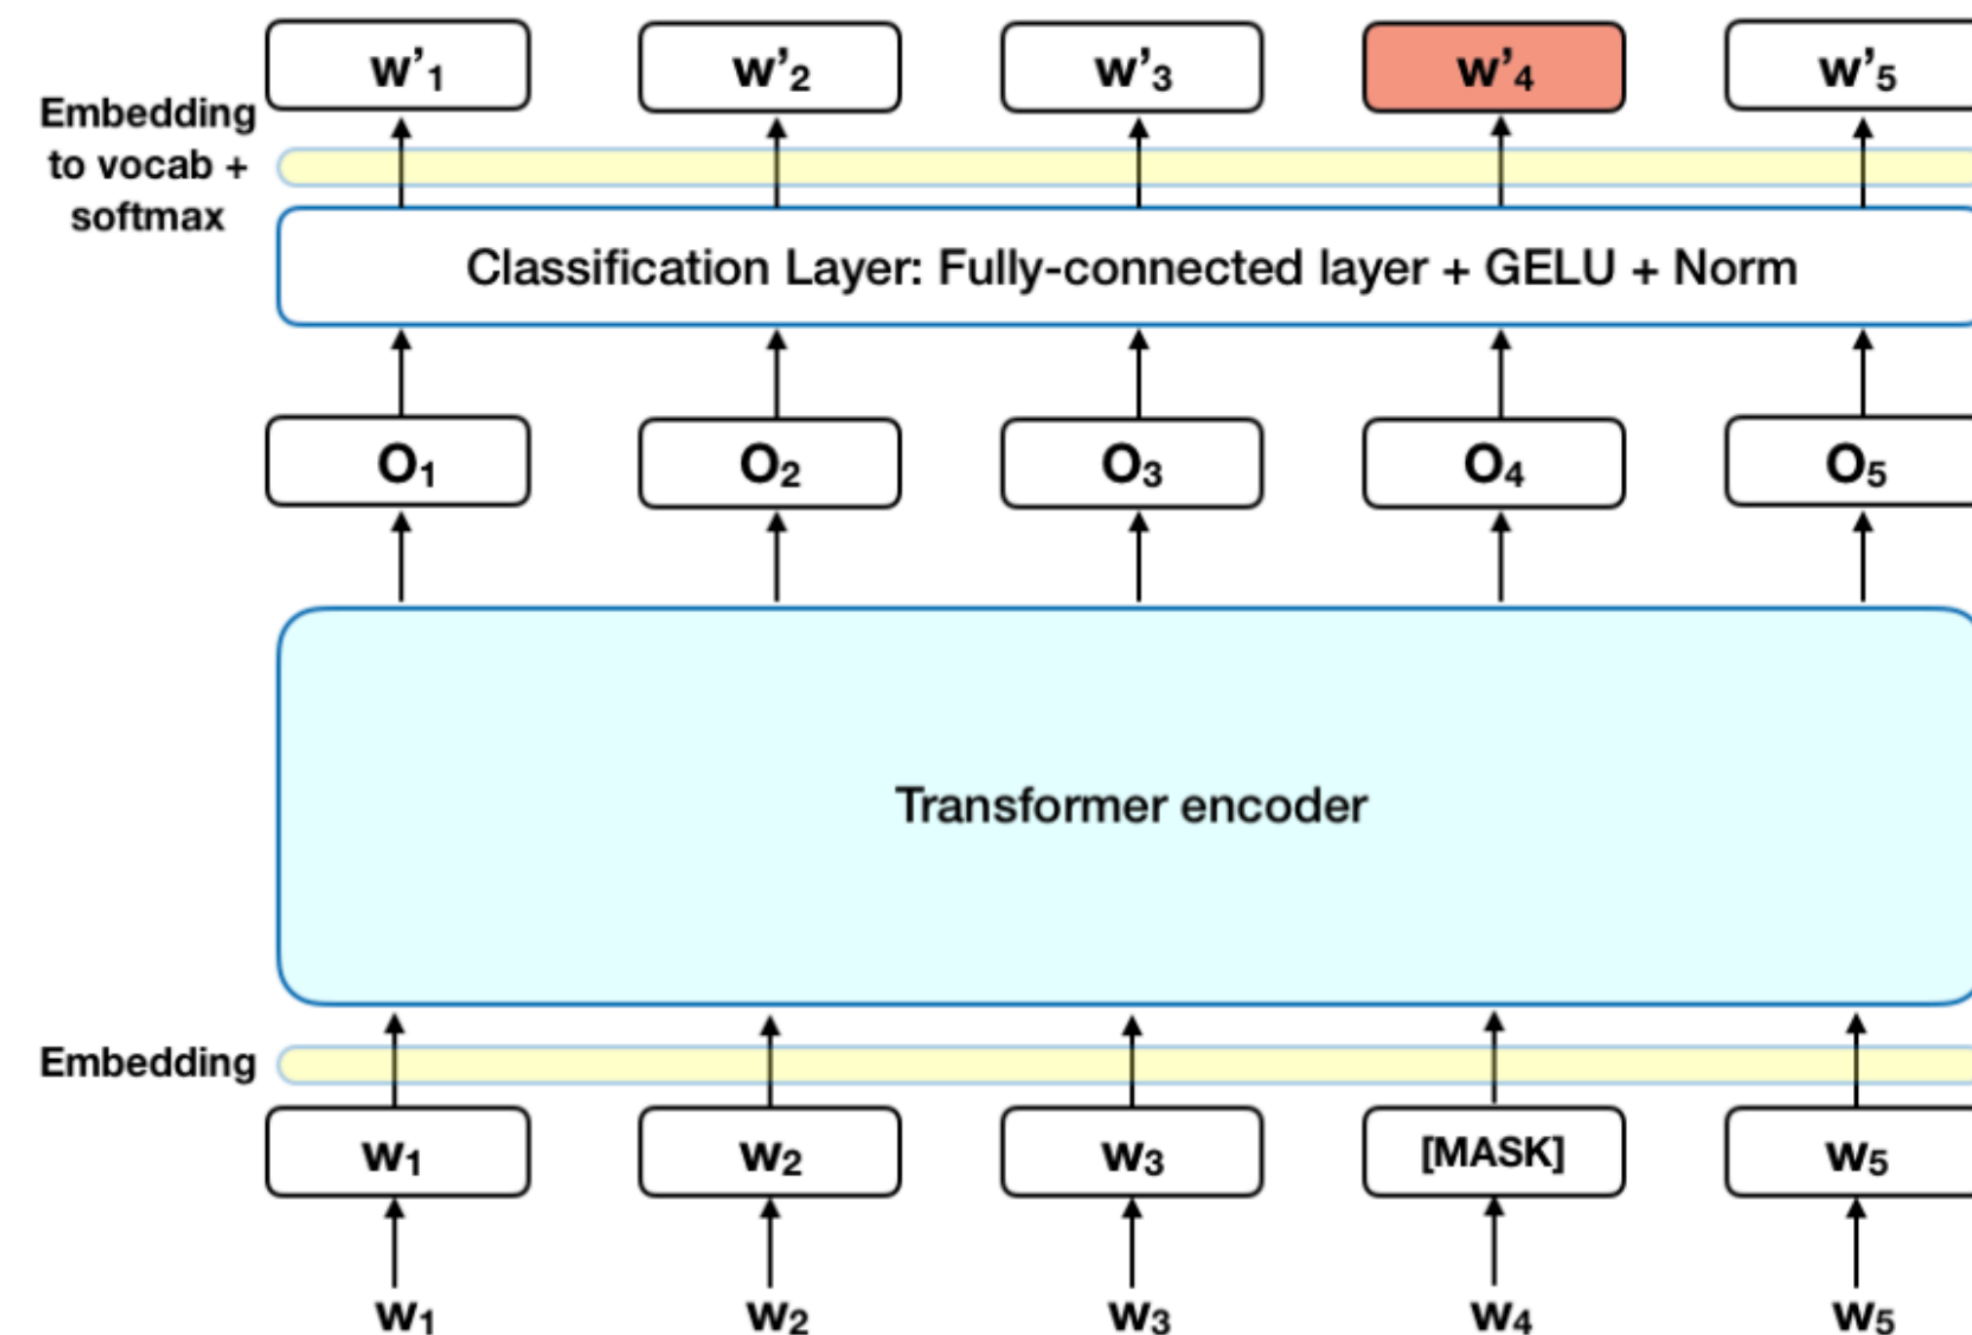 w’1 w’2 w’3 w’4 w’5
Embedding
to vocab +
softmax
Classification Layer: Fully-connected layer + GELU + Norm
O1 O2 O3 O4 O5
Transformer encoder
Embedding
w1 w2 w3 [MASK] w5
w1 w2 w3 w4 w5